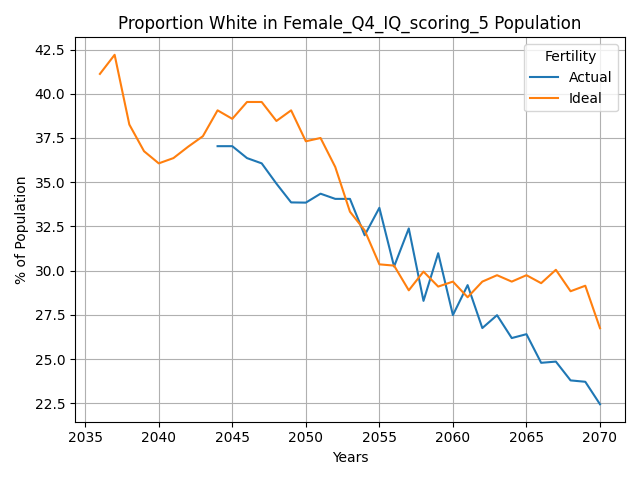 Proportion White in Female_Q4_IQ_scoring_5 Population
Fertility
Actual
Ideal
% of Population
42.5
40.0
37.5
35.0
32.5
30.0
27.5
25.0
22.5
2035 2040 2045 2050 2055 2060 2065 2070
Years